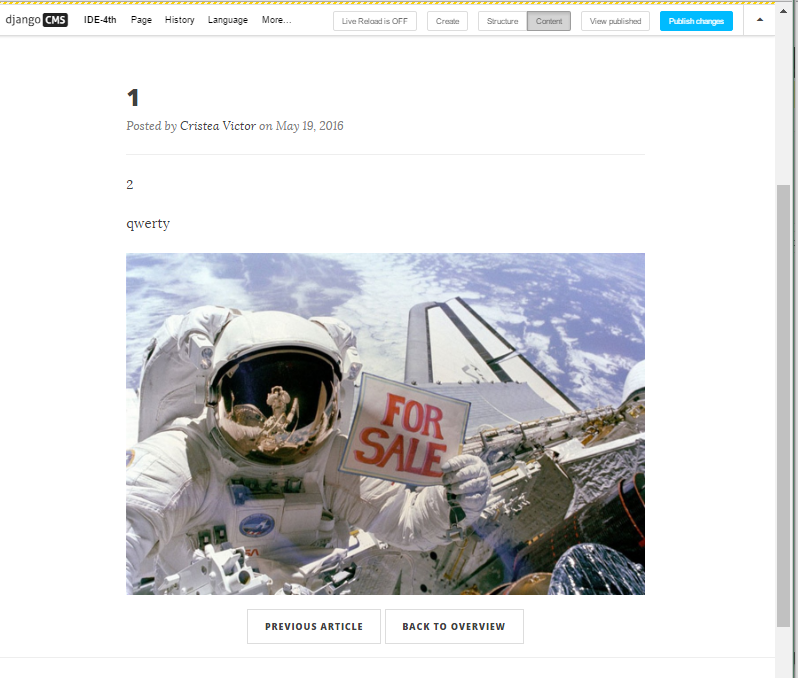 django CMS IDE-4th Page History Language More... Live Reload is OFF Create Structure Content View published Publish changes
1
Posted by Cristea Victor on May 19, 2016
2
qwerty
FOR
SALE
PREVIOUS ARTICLE BACK TO OVERVIEW